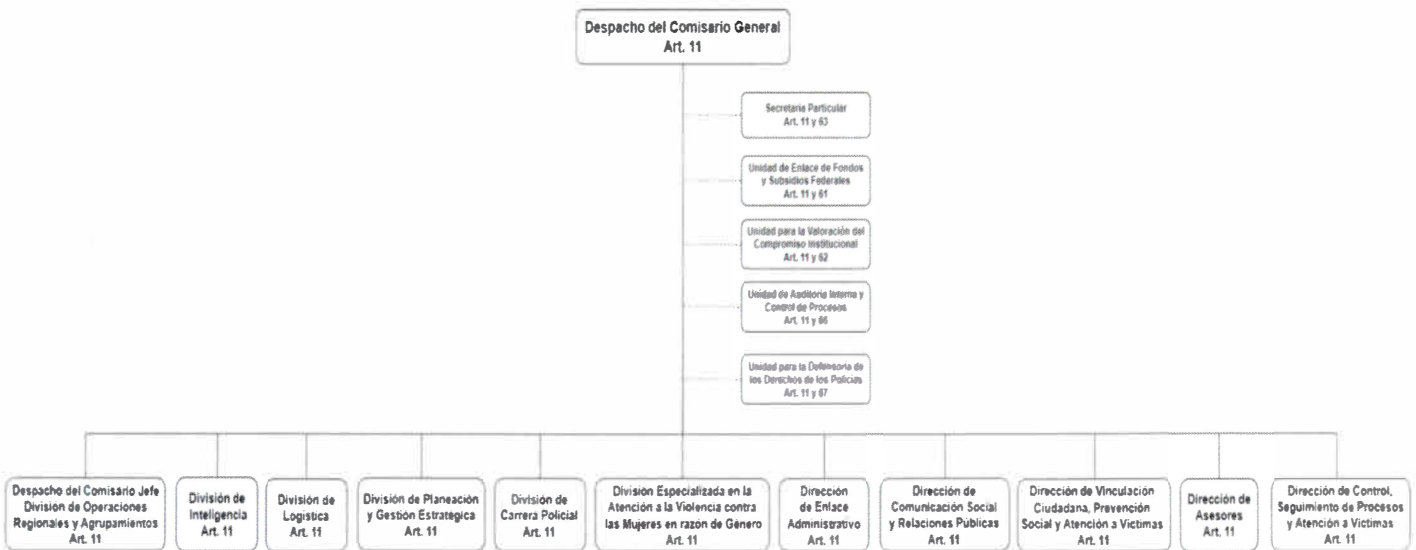 Despacho del Comisario General
Art. 11
Secretaria Particular
Art. 11 y 63
Unidad de Enlace de Fondos
y Subsidios Federales
Art. 11 y 61
Unidad para la Valoración del
Compromiso Institucional
Art. 11 y 62
Unidad de Auditoria Interna y
Control de Procesos
Art. 11 y 66
Unidad para la Defensoria de
los Derechos de los Policías
Art. 11 y 67
Despacho del Comisario Jefe
División de Operaciones
Regionales y Agrupamientos
Art. 11
División de
Inteligencia
Art. 11
División de
Logística
Art. 11
División de Planeación
y Gestión Estratégica
Art. 11
División de
Carrera Policial
Art. 11
División Especializada en la
Atención a la Violencia contra
las Mujeres en razón de Género
Art. 11
Dirección
de Enlace
Administrativo
Art. 11
Dirección de
Comunicación Social
y Relaciones Públicas
Art. 11
Dirección de Vinculación
Ciudadana, Prevención
Social y Atención a Víctimas
Art. 11
Dirección de
Asesores
Art. 11
Dirección de Control,
Seguimiento de Procesos
y Atención a Victimas
Art. 11